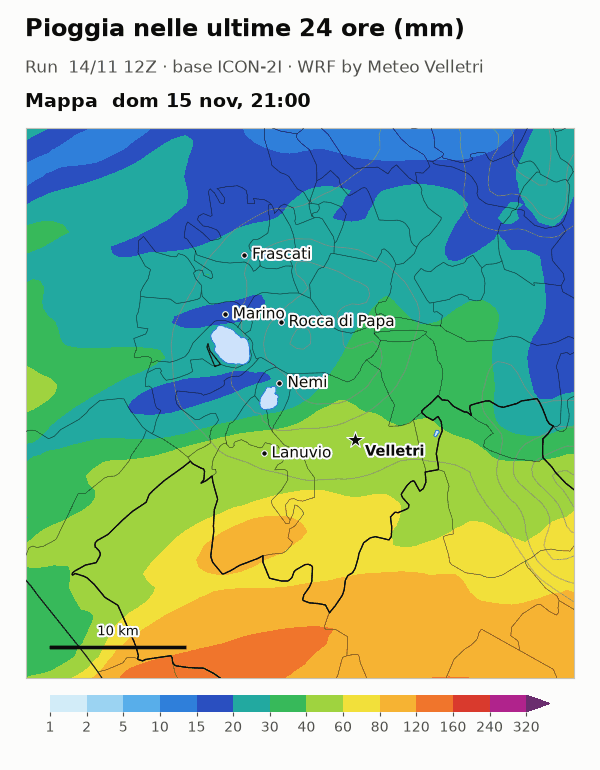 Pioggia nelle ultime 24 ore (mm)
Run  14/11 12Z · base ICON-2I · WRF by Meteo Velletri
Mappa  dom 15 nov, 21:00
Frascati
Marino
Rocca di Papa
Nemi
Velletri
Lanuvio
10 km
1 2 5 10 15 20 30 40 60 80 120 160 240 320